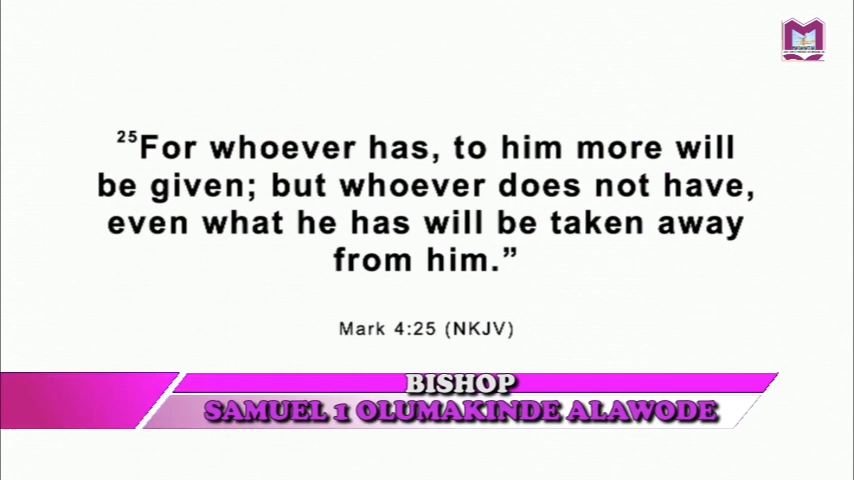 25For whoever has, to him more will
be given; but whoever does not have,
even what he has will be taken away
from him.”
Mark 4:25 (NKJV)
BISHOP
SAMUEL 1 OLUMAKINDE ALAWODE